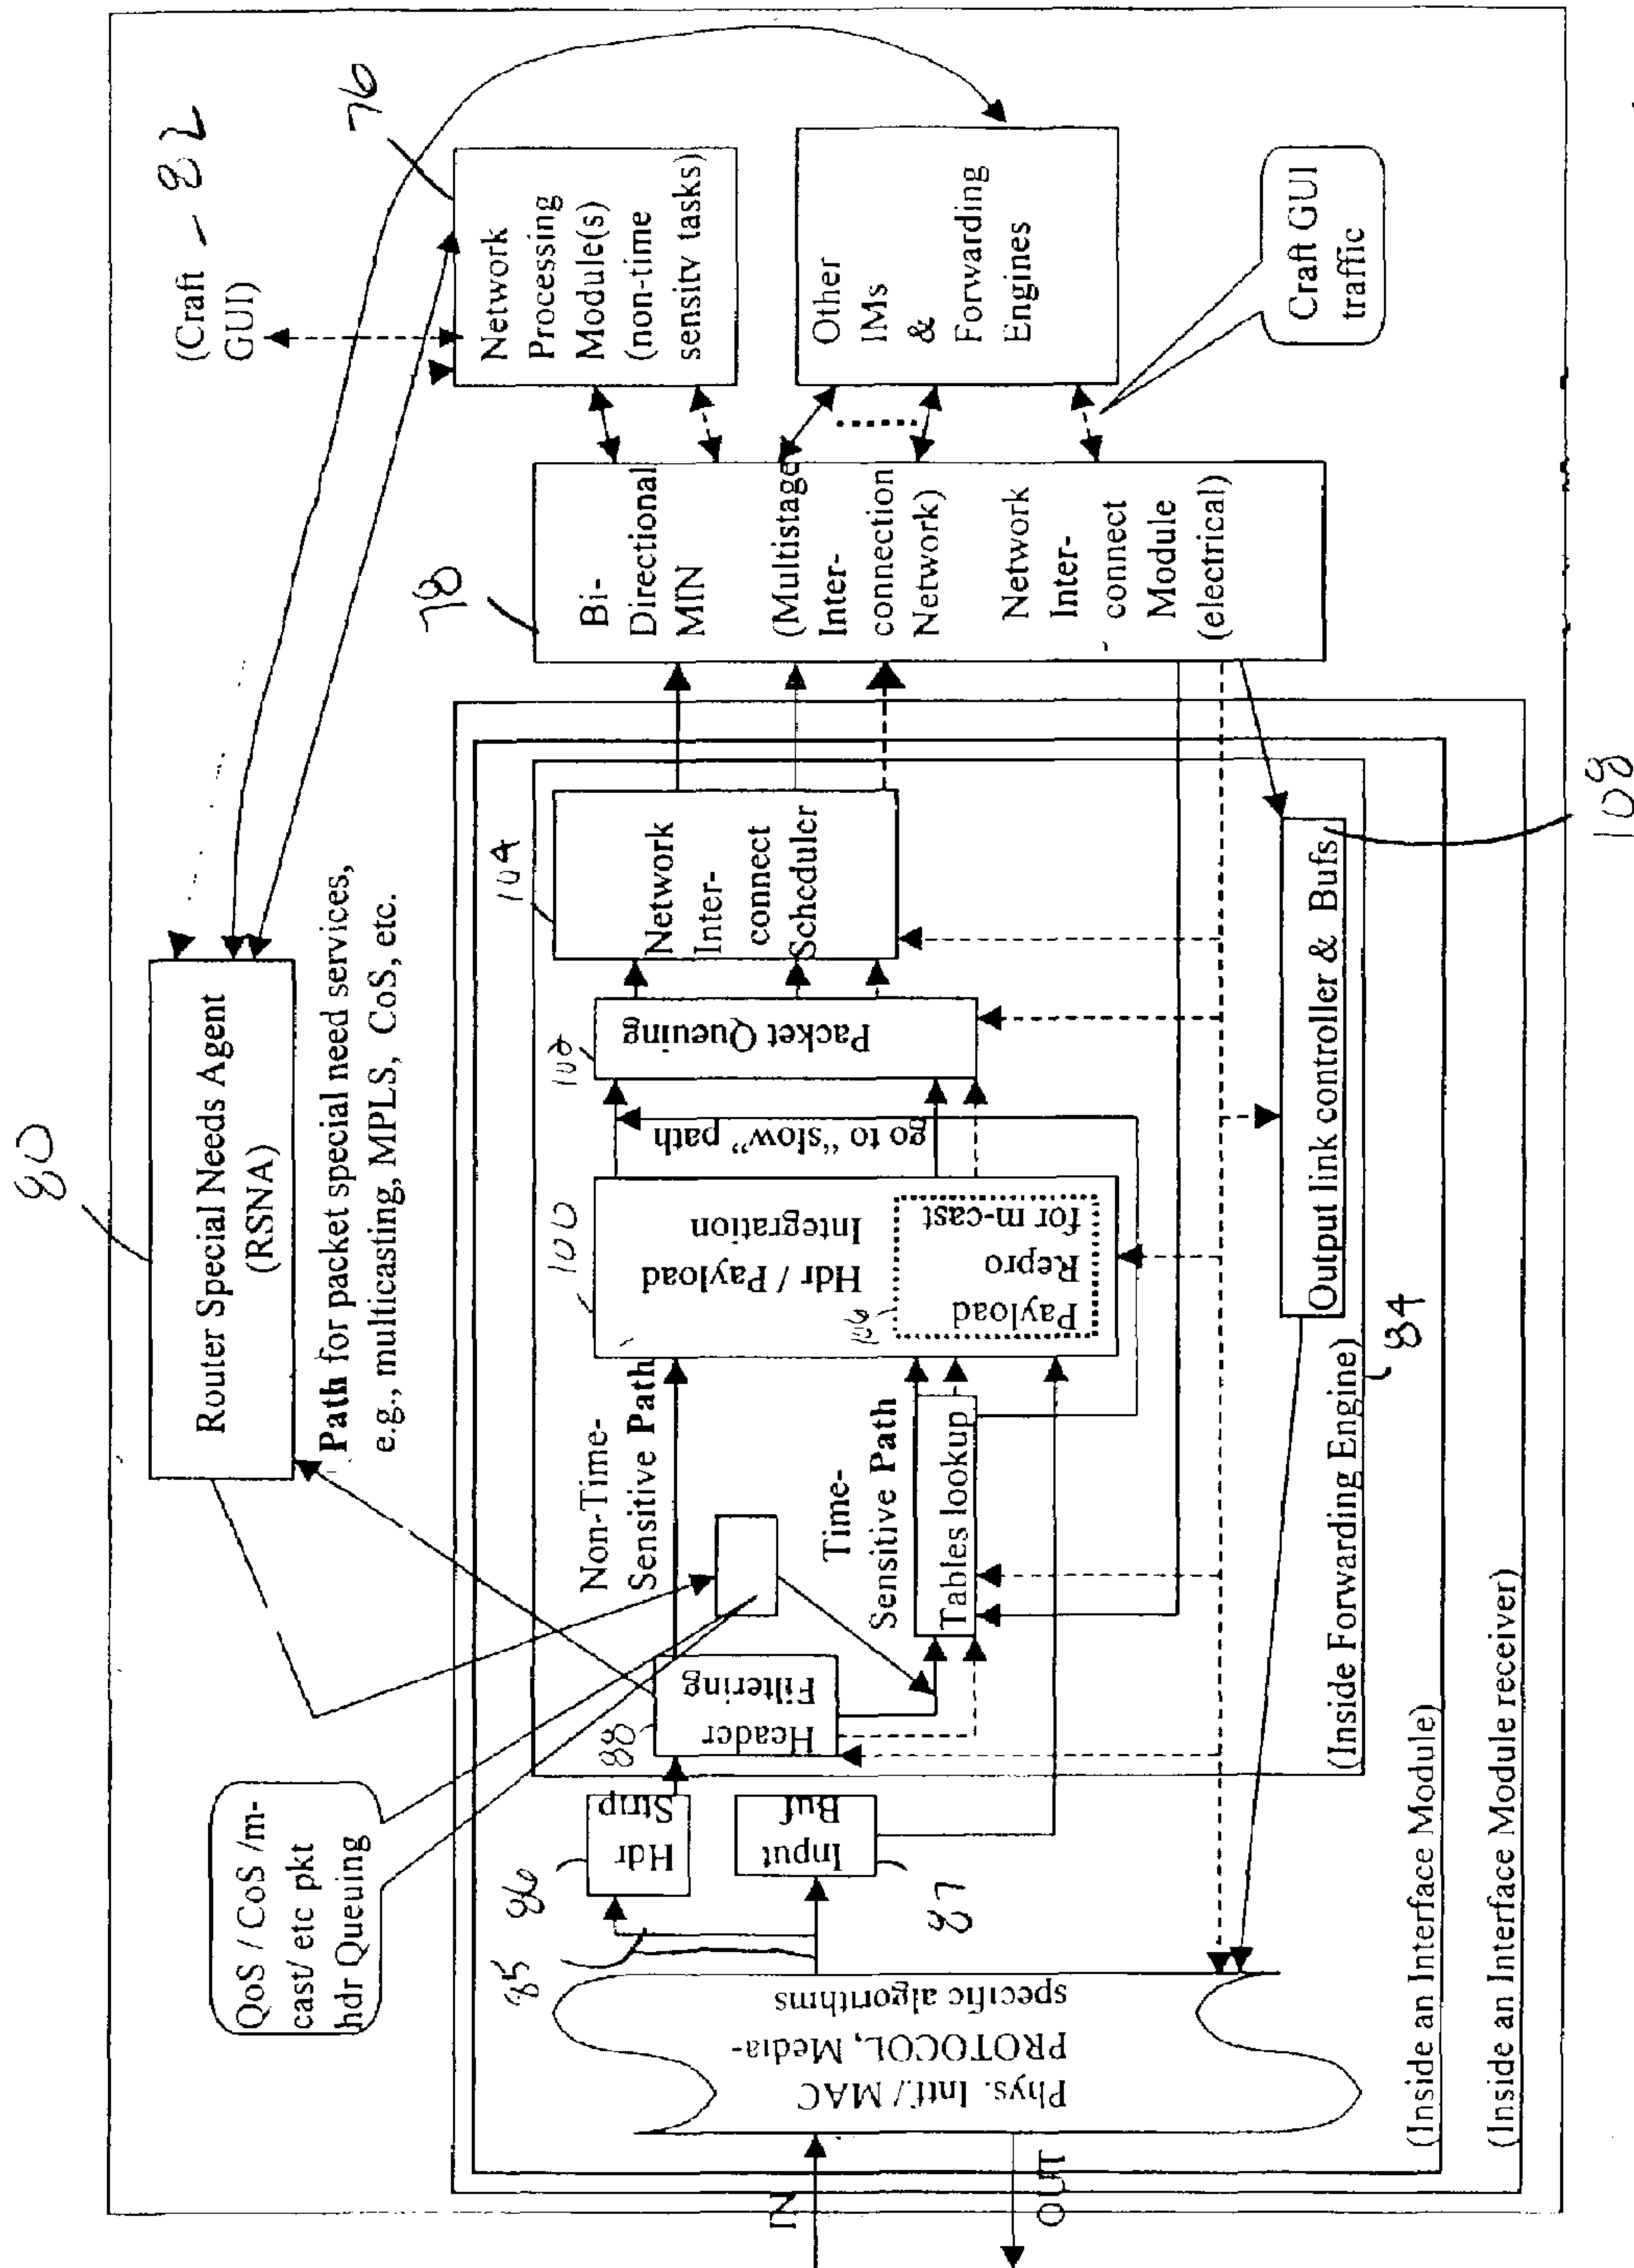 80
Router Special Needs Agent
(RSNA)
Path for packet special need services,
e.g., multicasting, MPLS, CoS, etc.
(Craft - 82
GUI)
76
Network
Processing
Module(s)
(non-time
sensitv tasks)
Other
IMs
&
Forwarding
Engines
Craft GUI
traffic
78
Bi-
Directional
MIN
(Multistage
Inter-
connection
Network)
Network
Inter-
connect
Module
(electrical)
QoS / CoS /m-
cast/ etc pkt
hdr Queuing
104
Network
Inter-
connect
Scheduler
102
Packet Queuing
go to "slow" path
100
Hdr / Payload
Integration
106
Payload
Repro
for m-cast
Non-Time-
Sensitive Path
Time-
Sensitive Path
Tables lookup
88
Header
Filtering
86
Hdr
Strip
87
Input
Buf
85
Phys. Intf./ MAC
PROTOCOL, Media-
specific algorithms
IN
OUT
Output link controller & Bufs
108
(Inside Forwarding Engine)
84
(Inside an Interface Module)
(Inside an Interface Module receiver)